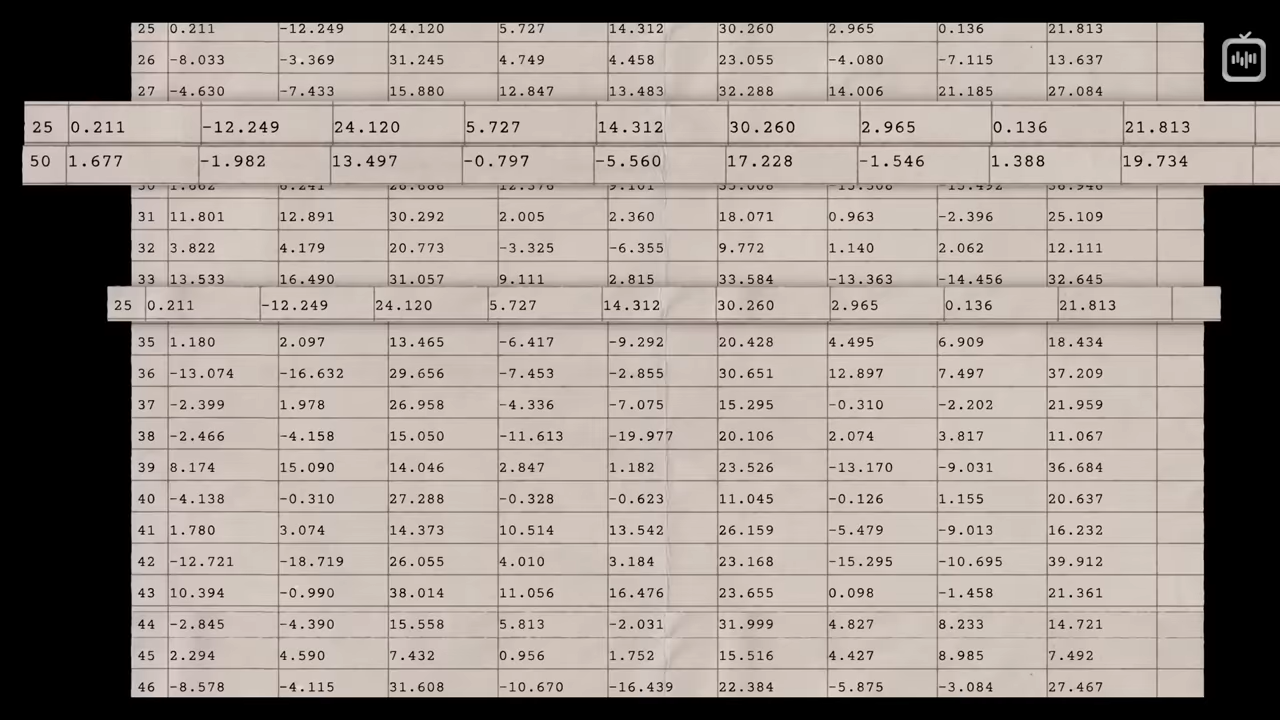 25 0.211 -12.249 24.120 5.727 14.312 30.260 2.965 0.136 21.813
26 -8.033 -3.369 31.245 4.749 4.458 23.055 -4.080 -7.115 13.637
27 -4.630 -7.433 15.880 12.847 13.483 32.288 14.006 21.185 27.084
25 0.211 -12.249 24.120 5.727 14.312 30.260 2.965 0.136 21.813
50 1.677 -1.982 13.497 -0.797 -5.560 17.228 -1.546 1.388 19.734
31 11.801 12.891 30.292 2.005 2.360 18.071 0.963 -2.396 25.109
32 3.822 4.179 20.773 -3.325 -6.355 9.772 1.140 2.062 12.111
33 13.533 16.490 31.057 9.111 2.815 33.584 -13.363 -14.456 32.645
25 0.211 -12.249 24.120 5.727 14.312 30.260 2.965 0.136 21.813
35 1.180 2.097 13.465 -6.417 -9.292 20.428 4.495 6.909 18.434
36 -13.074 -16.632 29.656 -7.453 -2.855 30.651 12.897 7.497 37.209
37 -2.399 1.978 26.958 -4.336 -7.075 15.295 -0.310 -2.202 21.959
38 -2.466 -4.158 15.050 -11.613 -19.977 20.106 2.074 3.817 11.067
39 8.174 15.090 14.046 2.847 1.182 23.526 -13.170 -9.031 36.684
40 -4.138 -0.310 27.288 -0.328 -0.623 11.045 -0.126 1.155 20.637
41 1.780 3.074 14.373 10.514 13.542 26.159 -5.479 -9.013 16.232
42 -12.721 -18.719 26.055 4.010 3.184 23.168 -15.295 -10.695 39.912
43 10.394 -0.990 38.014 11.056 16.476 23.655 0.098 -1.458 21.361
44 -2.845 -4.390 15.558 5.813 -2.031 31.999 4.827 8.233 14.721
45 2.294 4.590 7.432 0.956 1.752 15.516 4.427 8.985 7.492
46 -8.578 -4.115 31.608 -10.670 -16.439 22.384 -5.875 -3.084 27.467